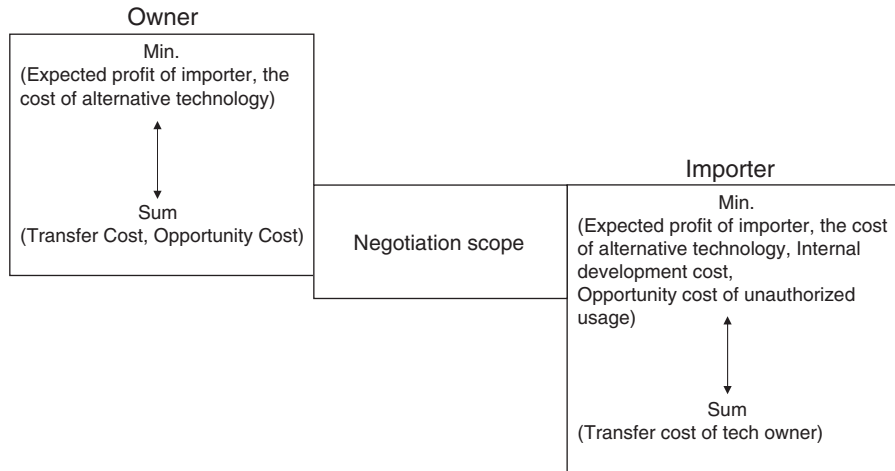 Owner
Min.
(Expected profit of importer, the
cost of alternative technology)
Sum
(Transfer Cost, Opportunity Cost)
Negotiation scope
Importer
Min.
(Expected profit of importer, the cost
of alternative technology, Internal
development cost,
Opportunity cost of unauthorized
usage)
Sum
(Transfer cost of tech owner)